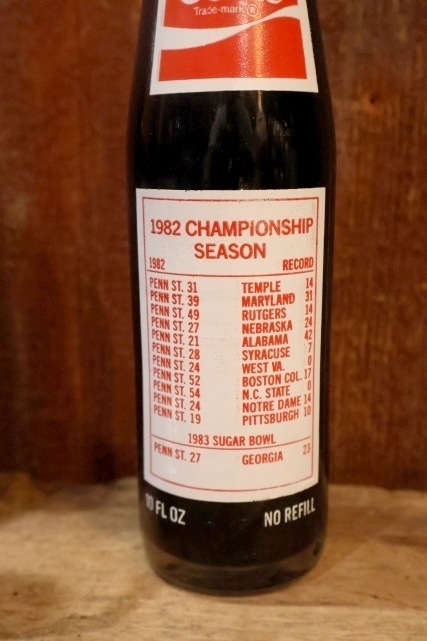 Trade-mark ®
1982 CHAMPIONSHIP
SEASON
1982 RECORD
PENN ST. 31 TEMPLE 14
PENN ST. 39 MARYLAND 31
PENN ST. 49 RUTGERS 14
PENN ST. 27 NEBRASKA 24
PENN ST. 21 ALABAMA 42
PENN ST. 28 SYRACUSE 7
PENN ST. 24 WEST VA. 0
PENN ST. 52 BOSTON COL. 17
PENN ST. 54 N.C. STATE 0
PENN ST. 24 NOTRE DAME 14
PENN ST. 19 PITTSBURGH 10
1983 SUGAR BOWL
PENN ST. 27 GEORGIA 23
10 FL OZ NO REFILL